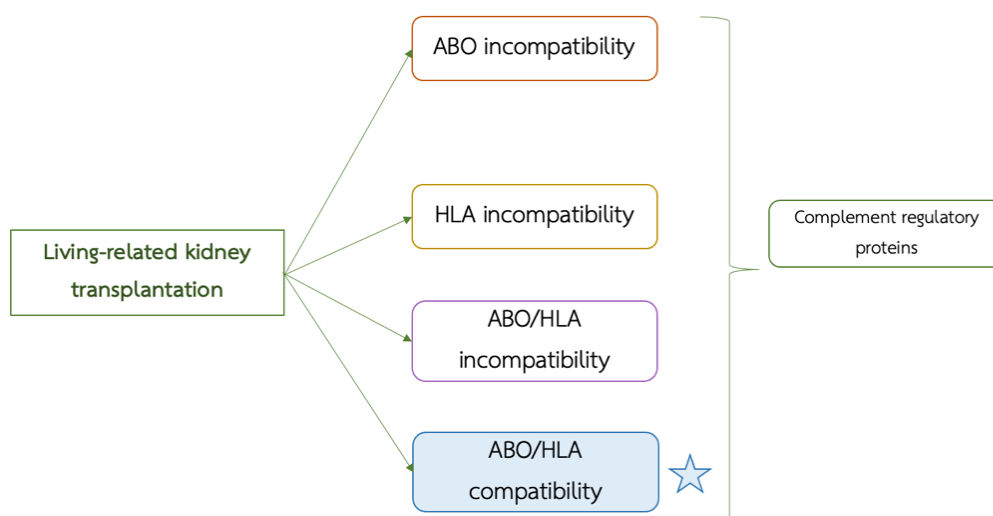 ABO incompatibility
HLA incompatibility
Living-related kidney
transplantation
ABO/HLA
incompatibility
ABO/HLA
compatibility
Complement regulatory
proteins